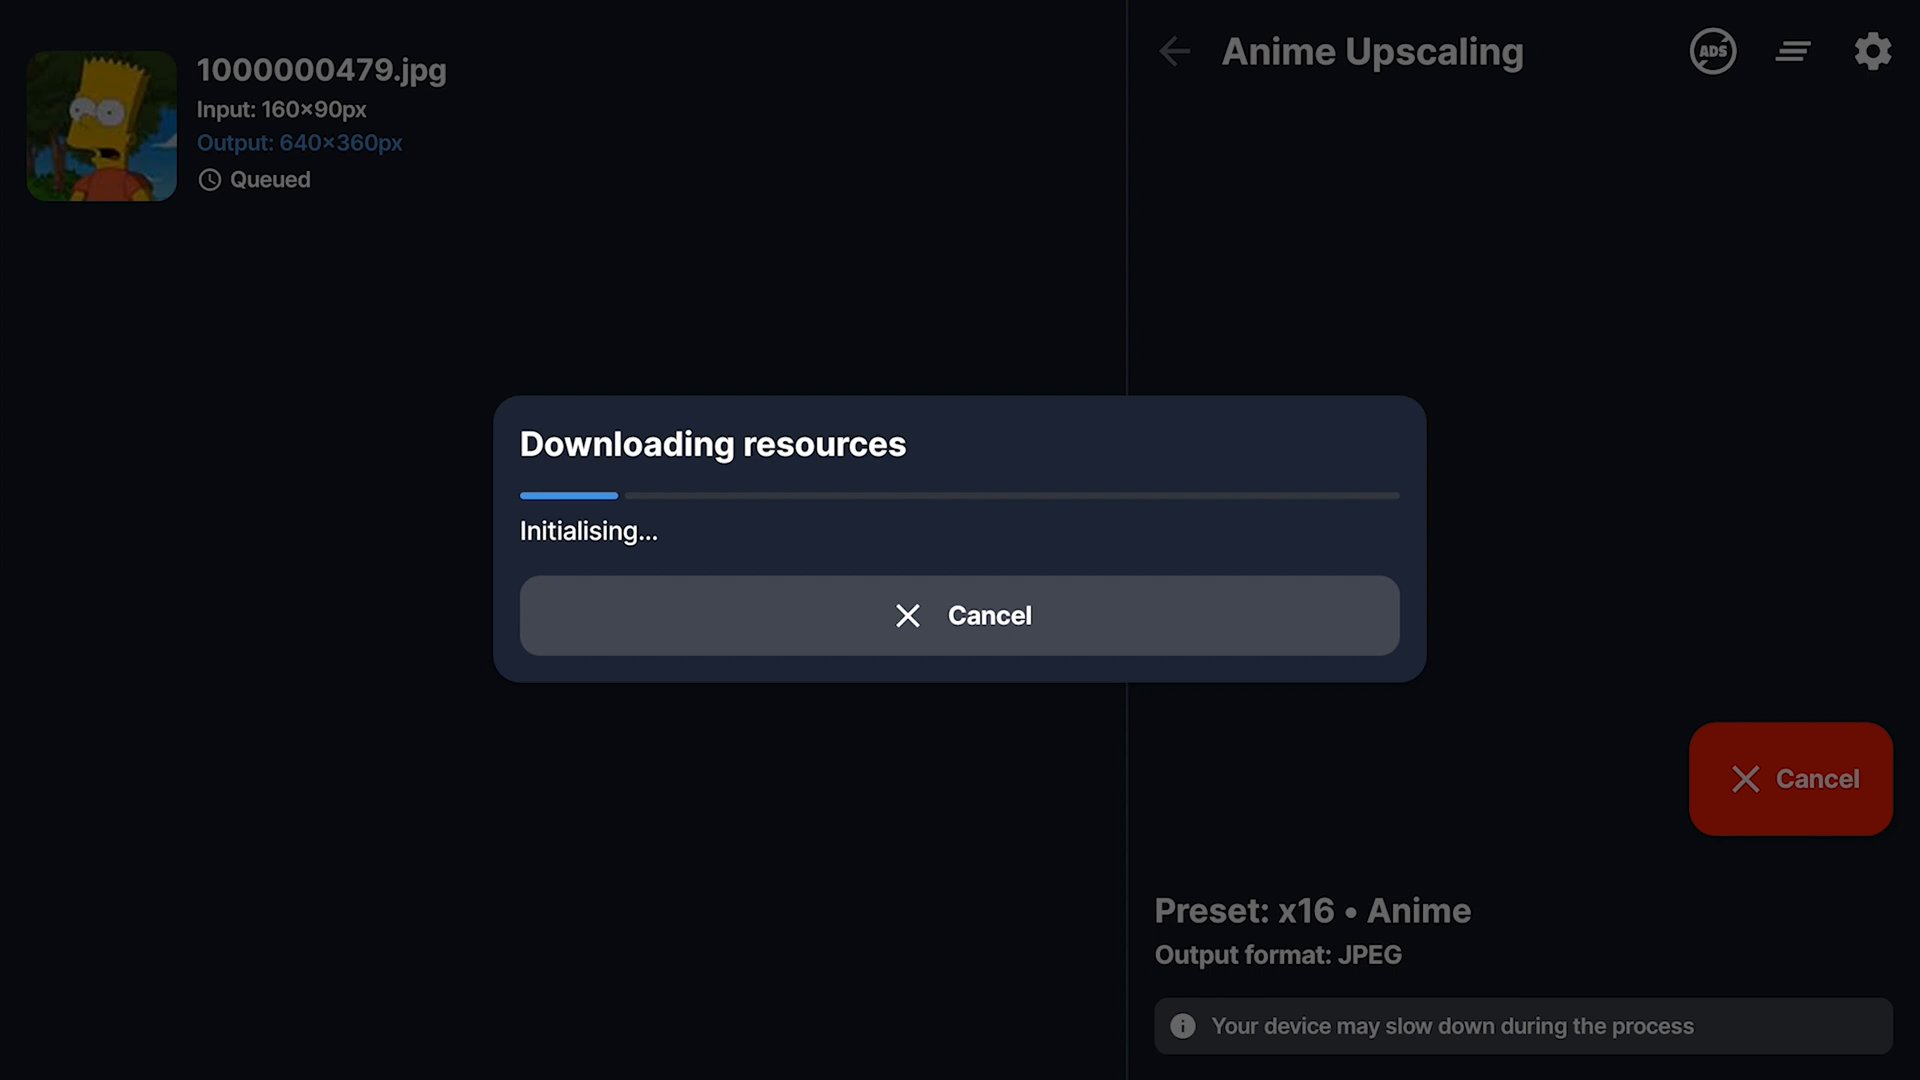 1000000479.jpg
Input: 160×90px
Output: 640×360px
Queued
Anime Upscaling
ADS
Downloading resources
Initialising...
Cancel
Cancel
Preset: x16 • Anime
Output format: JPEG
Your device may slow down during the process